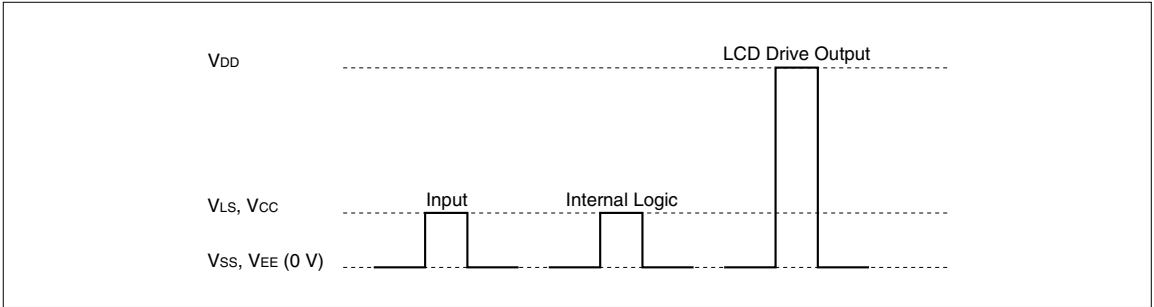 LCD Drive Output
VDD
Input
Internal Logic
VLS, VCC
VSS, VEE (0 V)